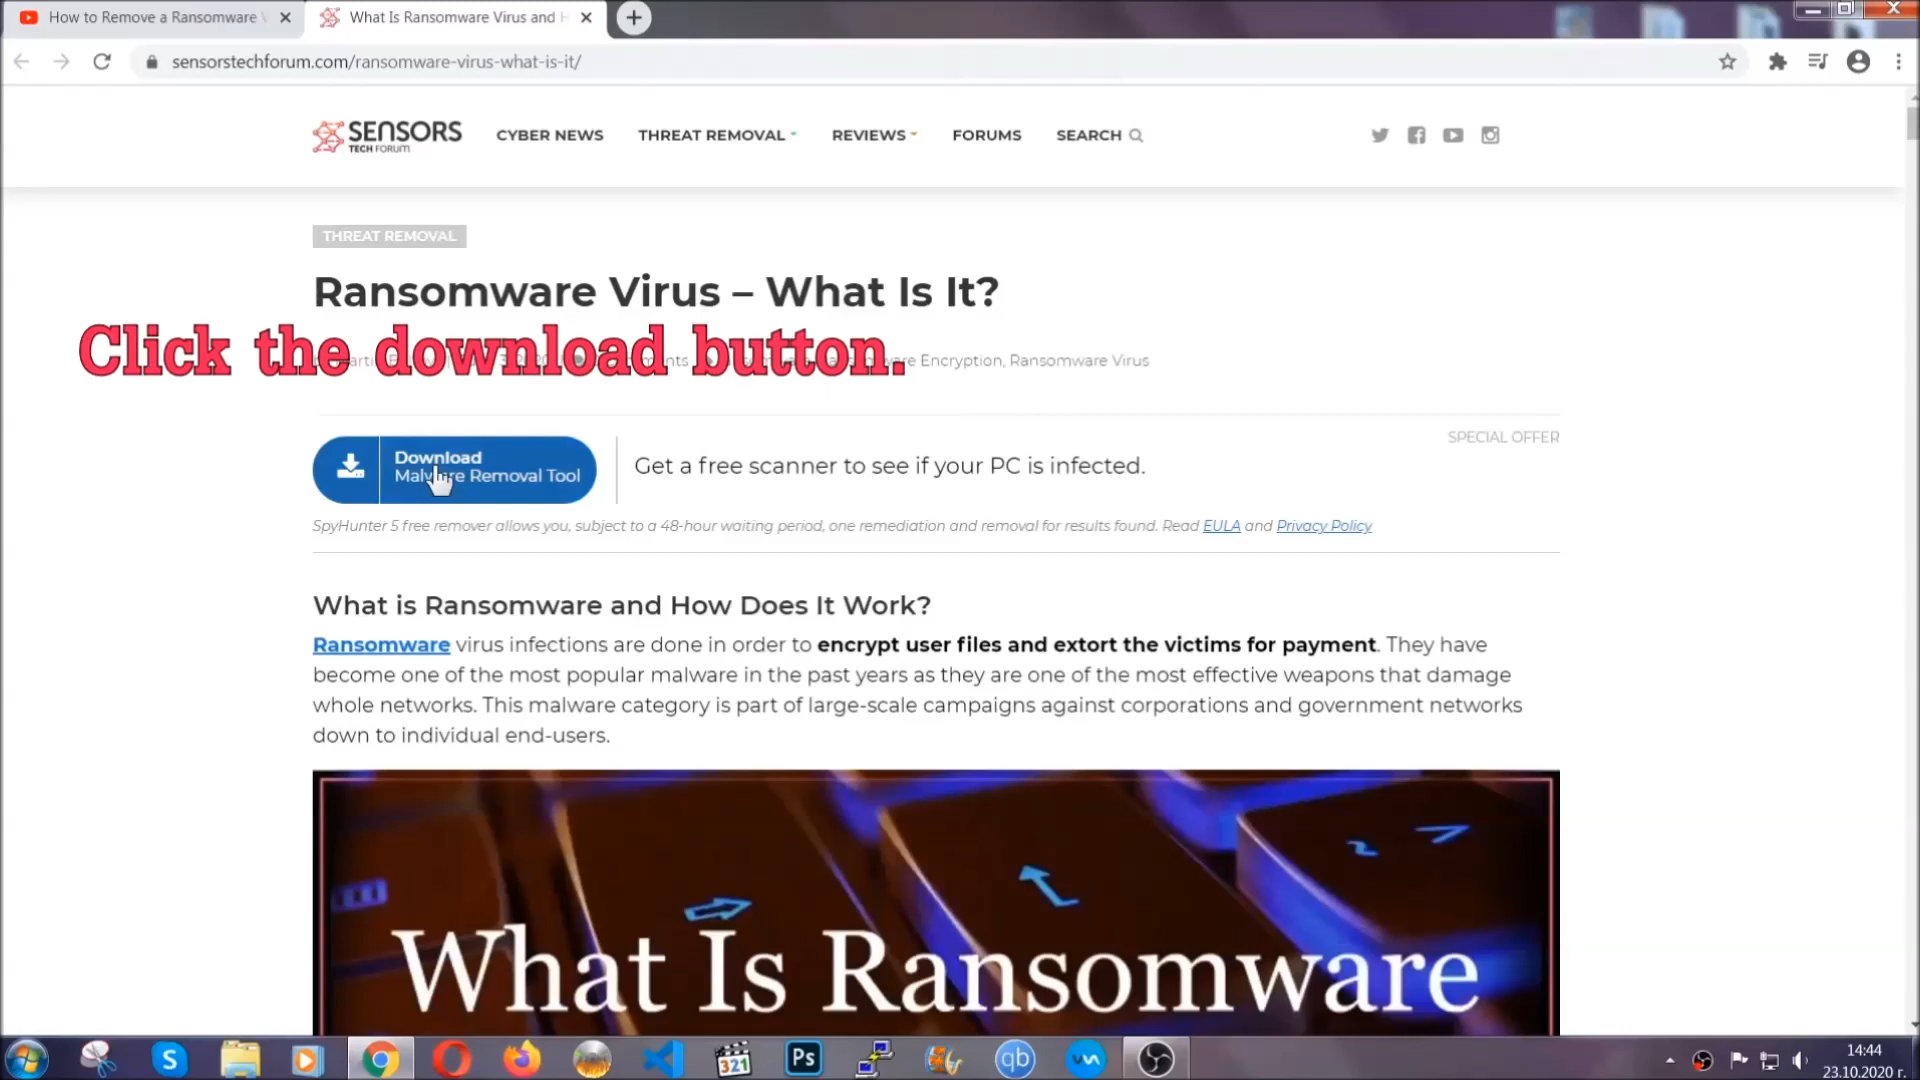 How to Remove a Ransomware V
What Is Ransomware Virus and H
sensorstechforum.com/ransomware-virus-what-is-it/
SENSORS
TECH FORUM
CYBER NEWS
THREAT REMOVAL
REVIEWS
FORUMS
SEARCH
THREAT REMOVAL
Ransomware Virus – What Is It?
Click the download button.
Encryption, Ransomware Virus
SPECIAL OFFER
Download
Malware Removal Tool
Get a free scanner to see if your PC is infected.
SpyHunter 5 free remover allows you, subject to a 48-hour waiting period, one remediation and removal for results found. Read EULA and Privacy Policy
What is Ransomware and How Does It Work?
Ransomware virus infections are done in order to encrypt user files and extort the victims for payment. They have
become one of the most popular malware in the past years as they are one of the most effective weapons that damage
whole networks. This malware category is part of large-scale campaigns against corporations and government networks
down to individual end-users.
What Is Ransomware
S
321
Ps
qb
14:44
23.10.2020 г.